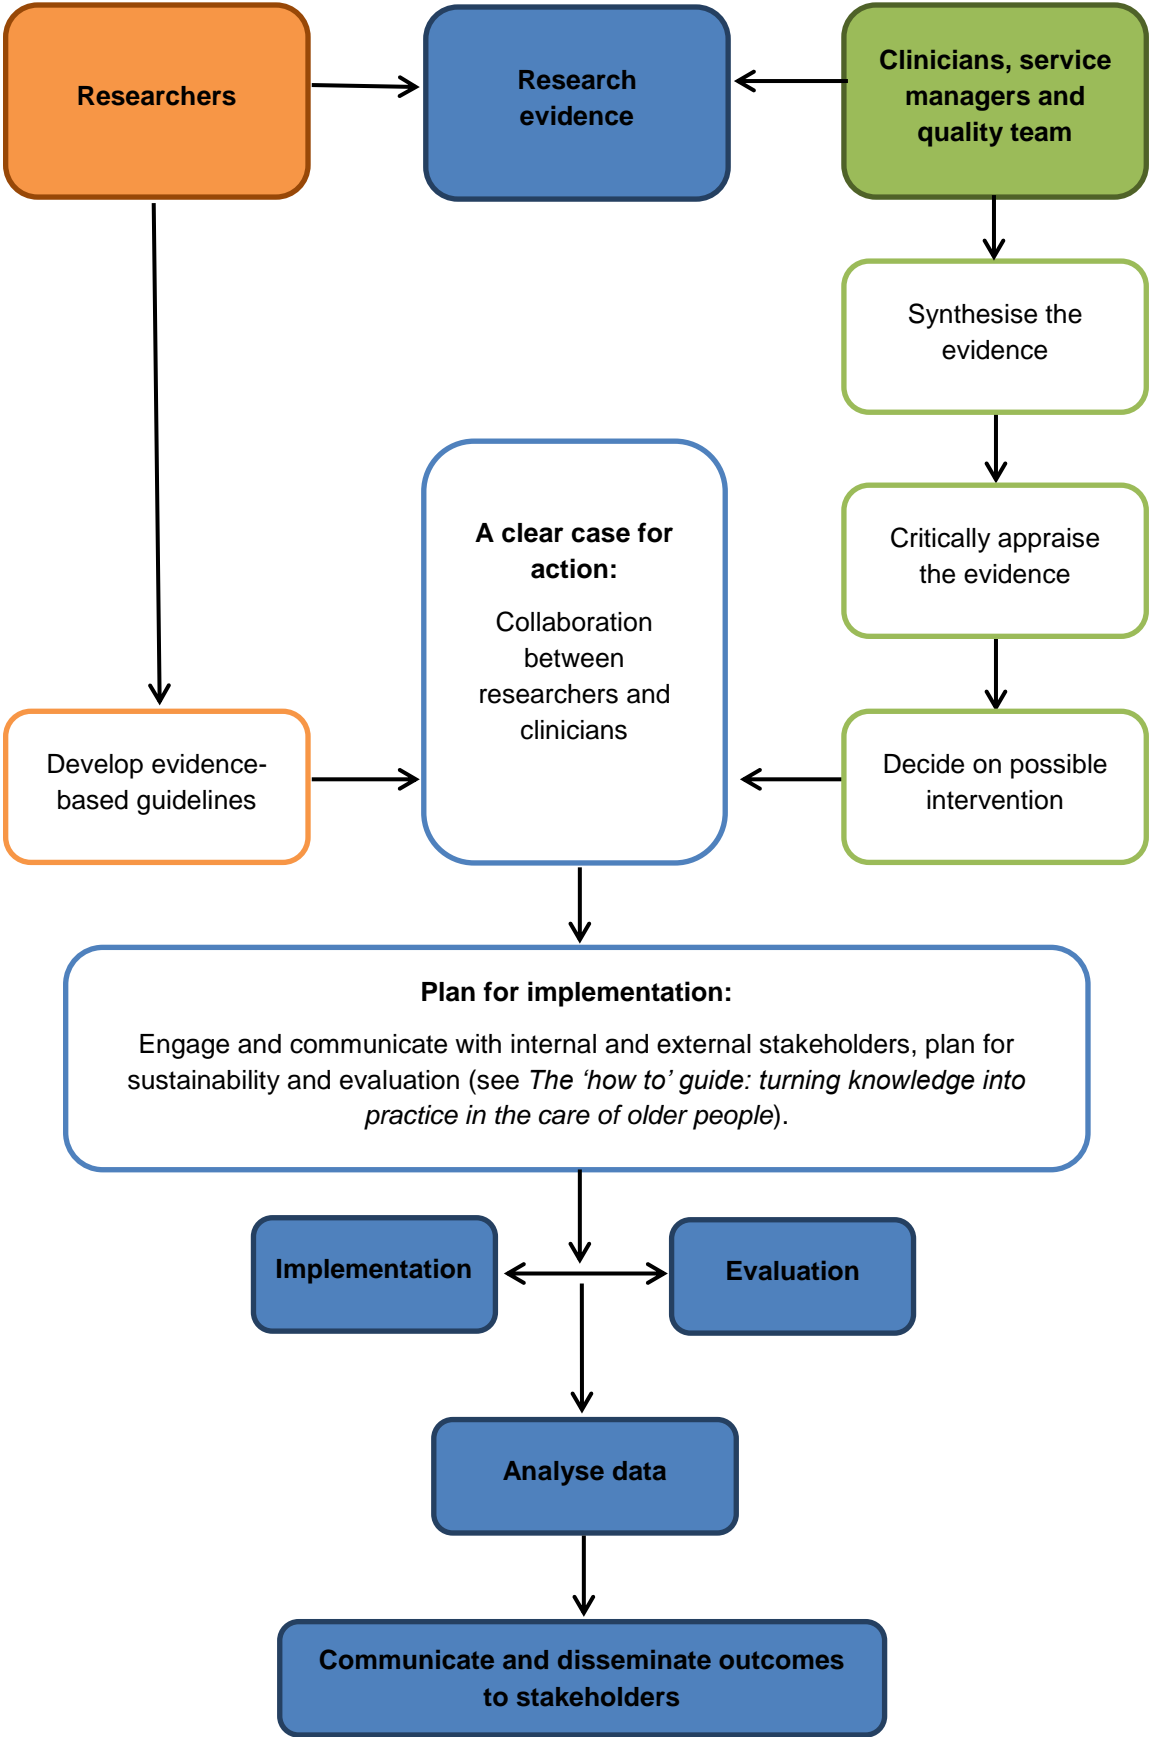 Researchers
Research
evidence
Clinicians, service
managers and
quality team
Synthesise the
evidence
Critically appraise
the evidence
A clear case for
action:
Collaboration
between
researchers and
clinicians
Develop evidence-
based guidelines
Decide on possible
intervention
Plan for implementation:
Engage and communicate with internal and external stakeholders, plan for
sustainability and evaluation (see The ‘how to’ guide: turning knowledge into
practice in the care of older people).
Implementation
Evaluation
Analyse data
Communicate and disseminate outcomes
to stakeholders